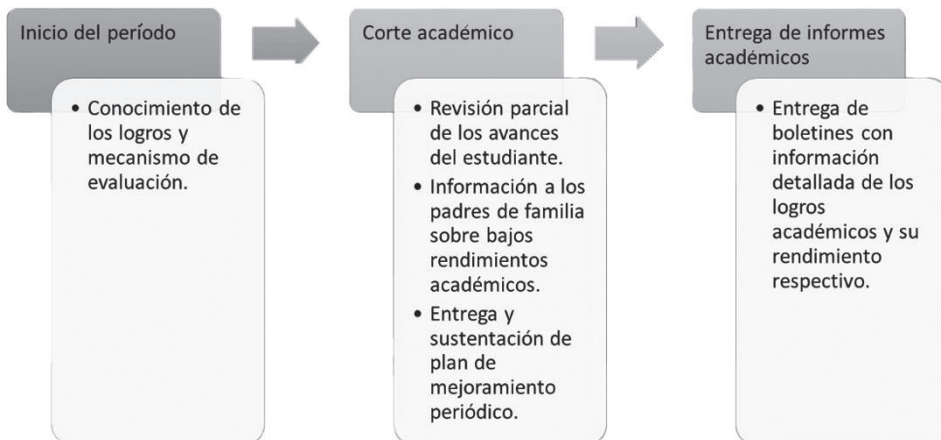 Inicio del período
• Conocimiento de
los logros y
mecanismo de
evaluación.
Corte académico
• Revisión parcial
de los avances
del estudiante.
• Información a los
padres de familia
sobre bajos
rendimientos
académicos.
• Entrega y
sustentación de
plan de
mejoramiento
periódico.
Entrega de informes
académicos
• Entrega de
boletines con
información
detallada de los
logros
académicos y su
rendimiento
respectivo.